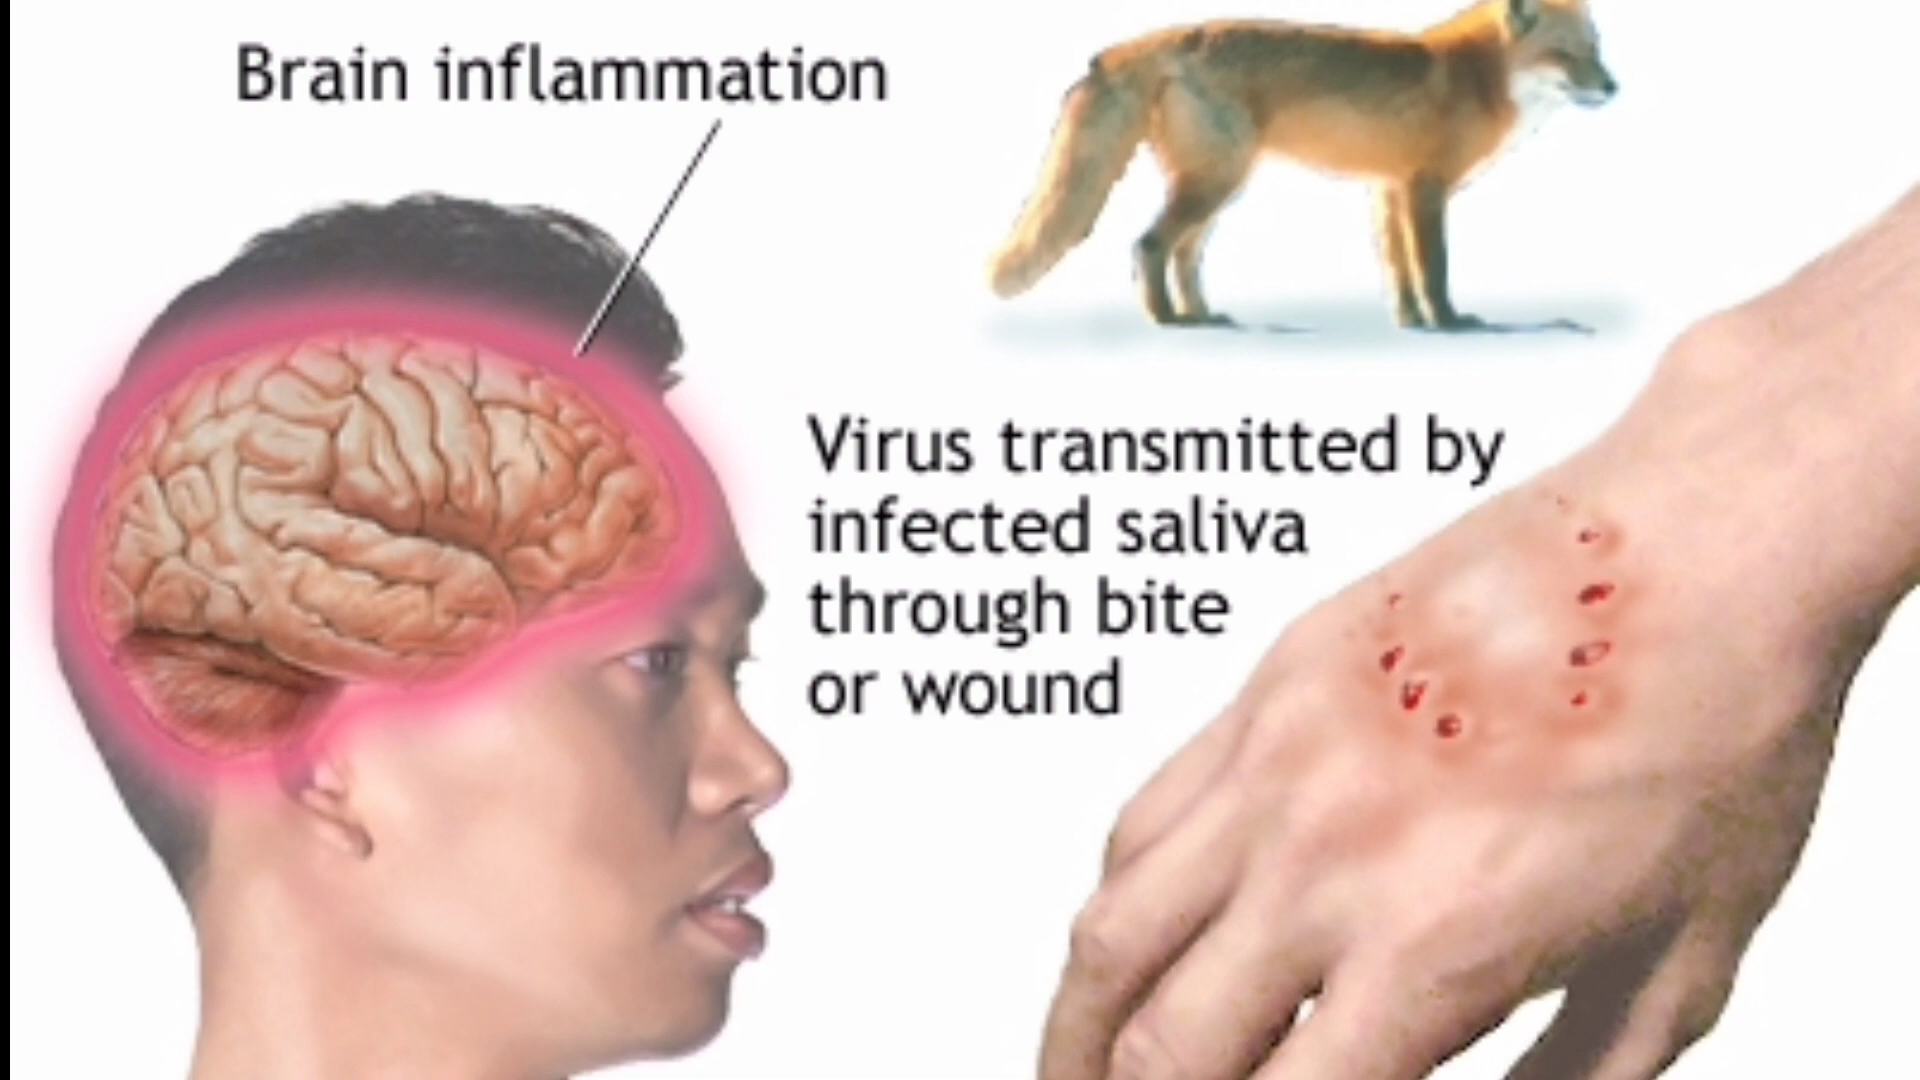 Brain inflammation
Virus transmitted by
infected saliva
through bite
or wound